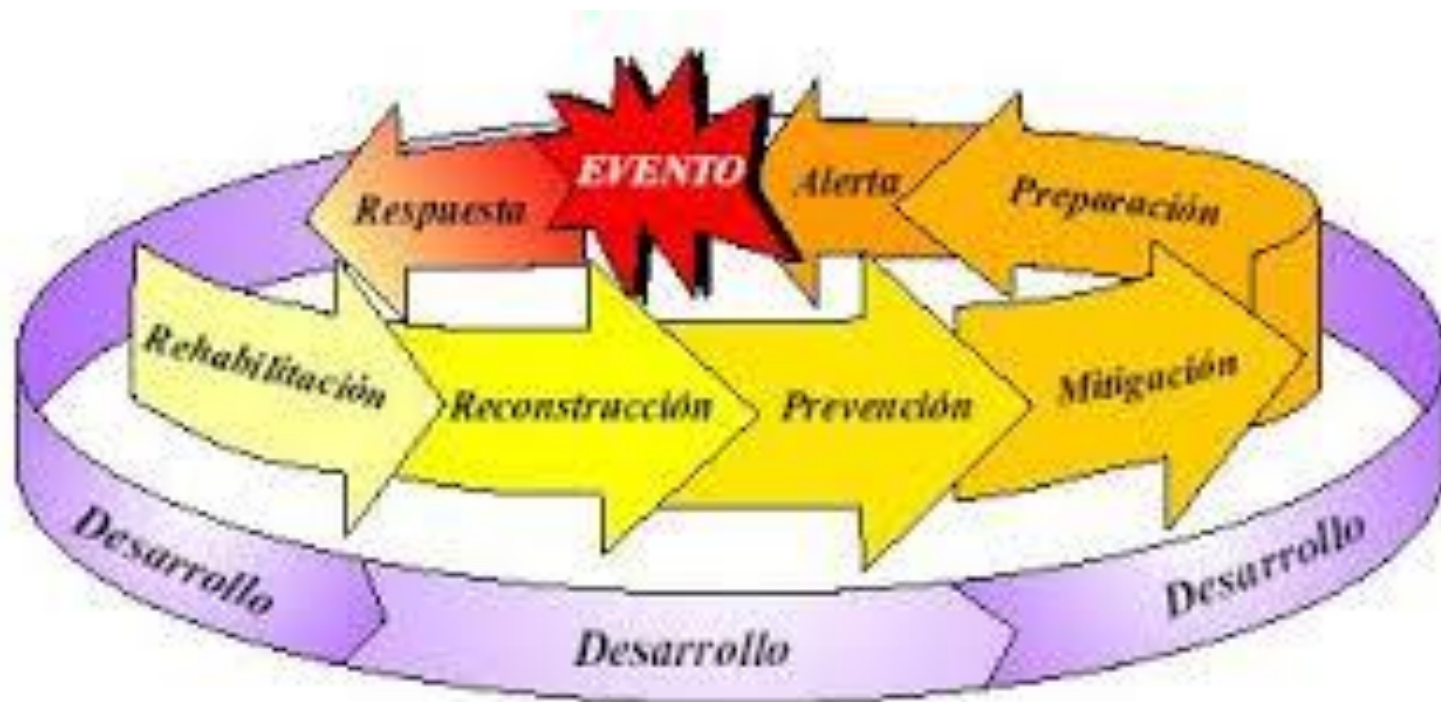 EVENTO
Alerta
Preparación
Respuesta
Rehabilitación
Reconstrucción
Prevención
Mitigación
Desarrollo
Desarrollo
Desarrollo